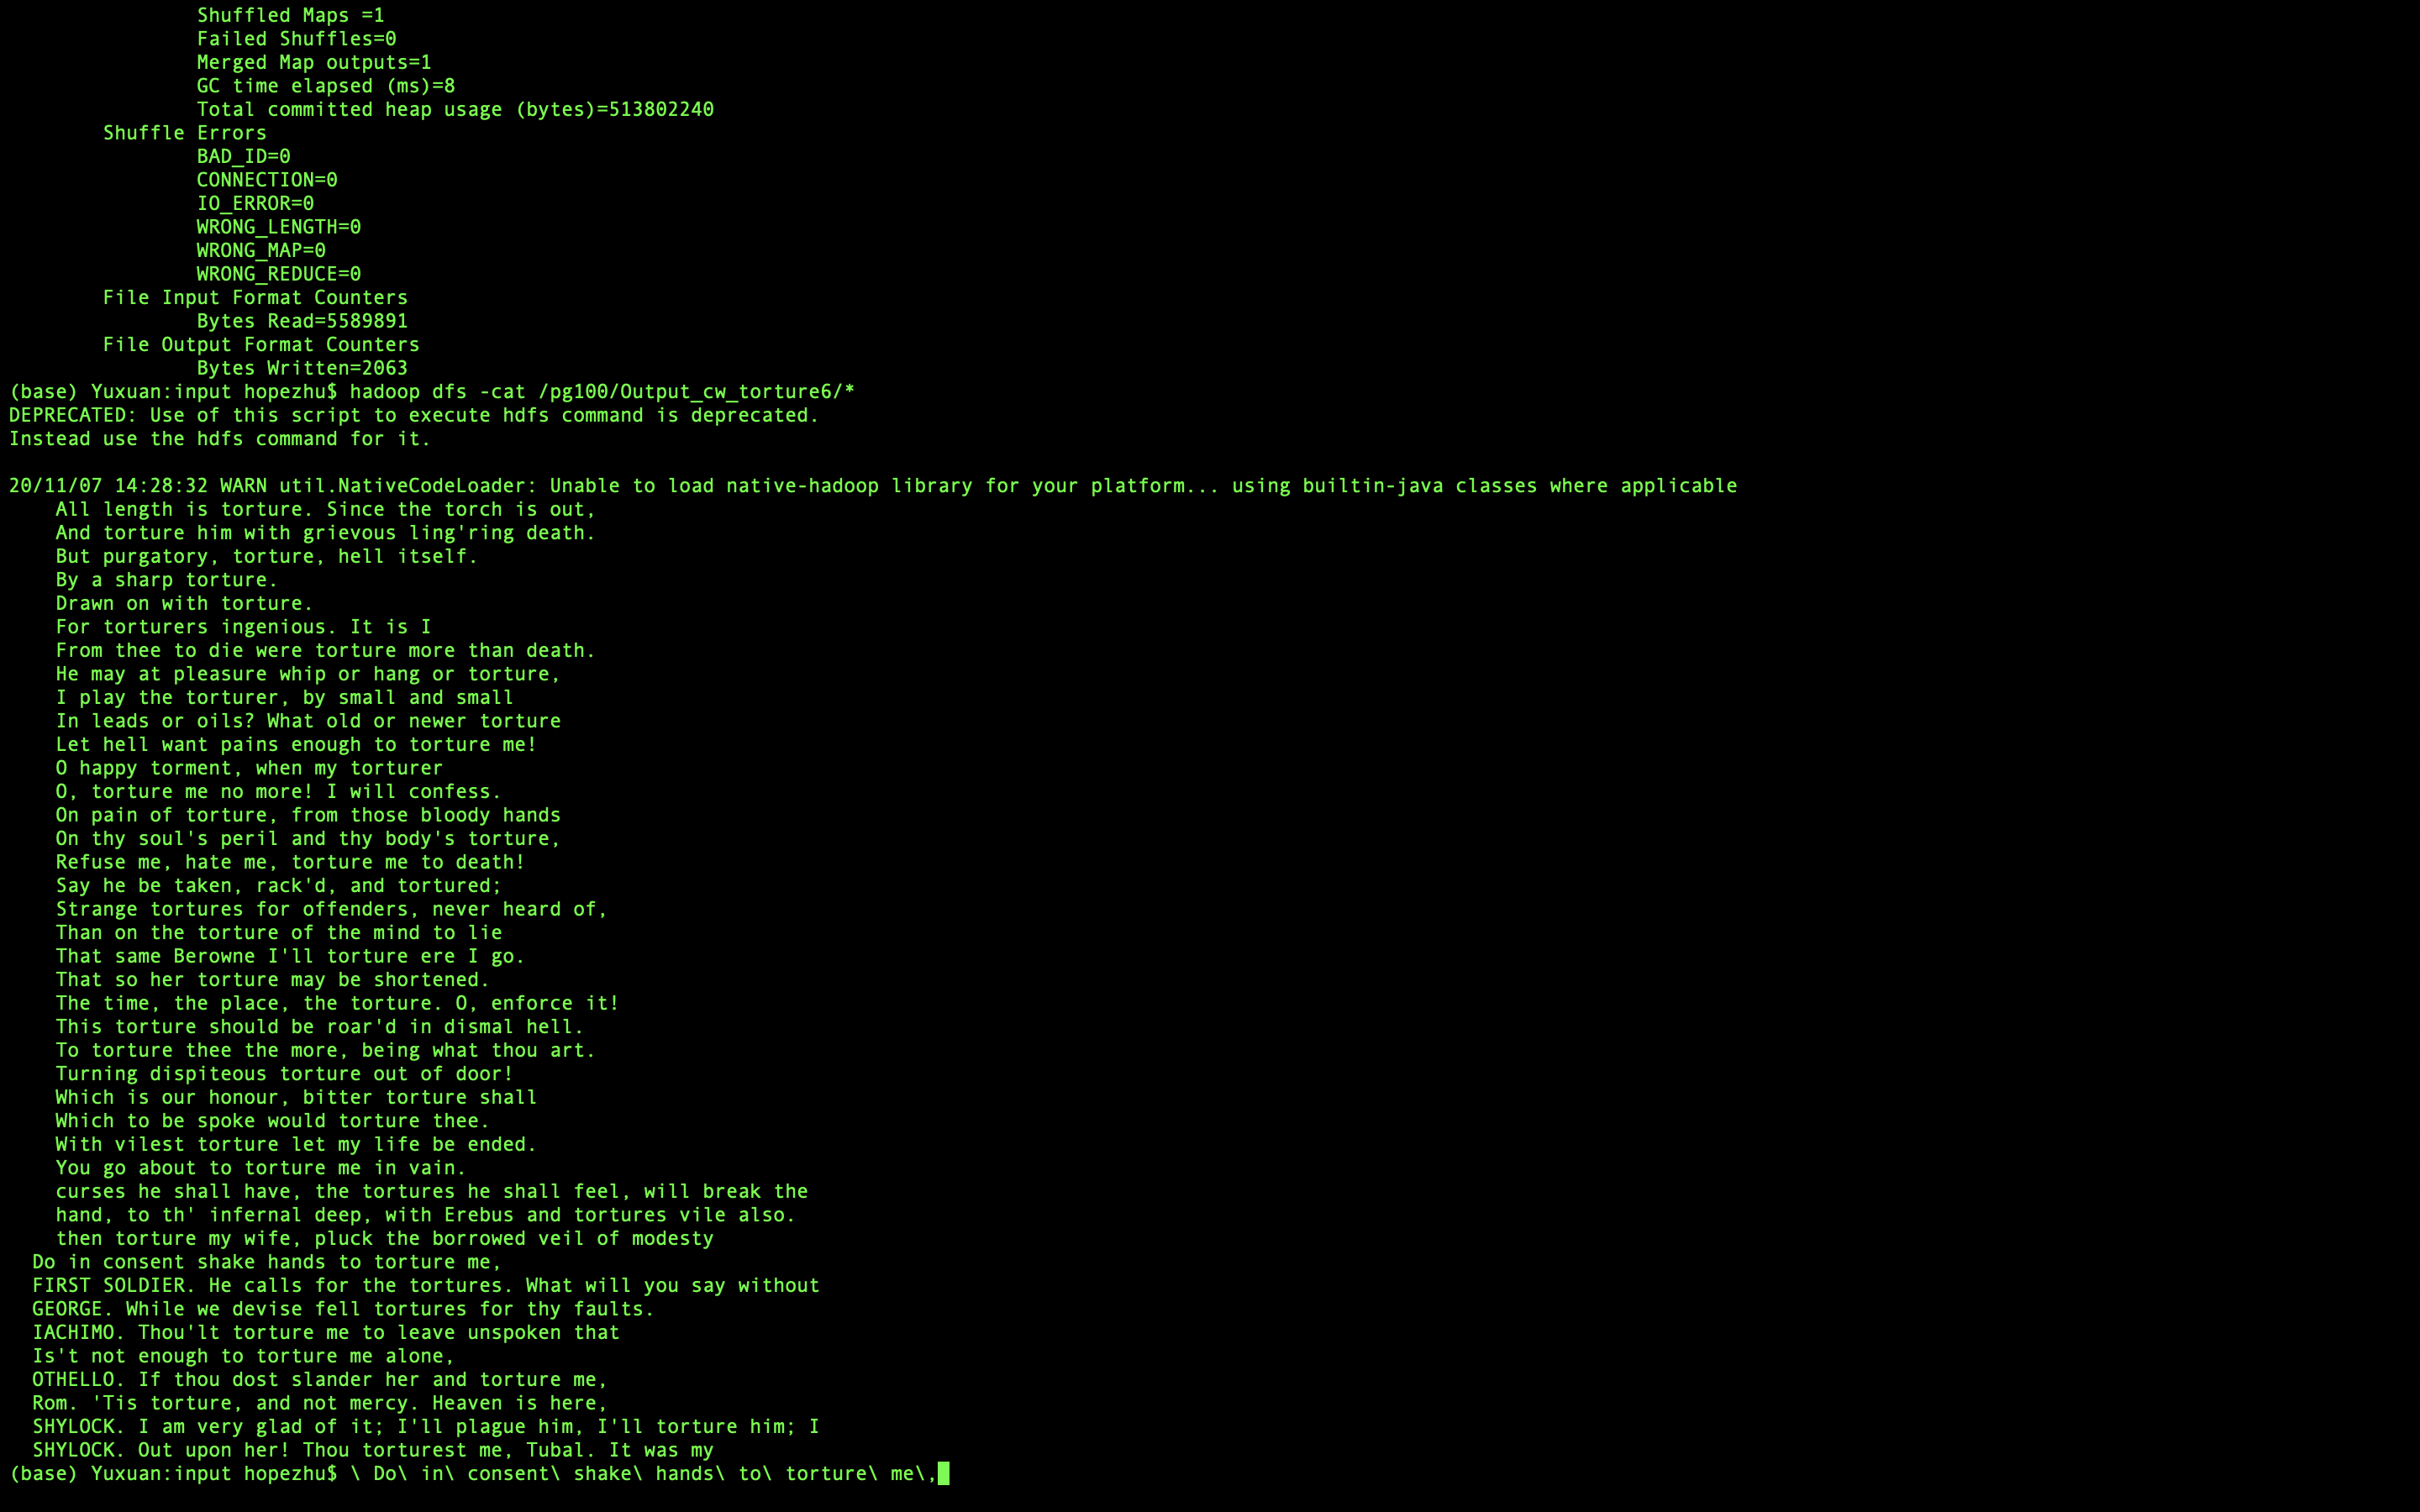 Shuffled Maps =1
Failed Shuffles=0
Merged Map outputs=1
GC time elapsed (ms)=8
Total committed heap usage (bytes)=513802240
Shuffle Errors
BAD_ID=0
CONNECTION=0
IO_ERROR=0
WRONG_LENGTH=0
WRONG_MAP=0
WRONG_REDUCE=0
File Input Format Counters
Bytes Read=5589891
File Output Format Counters
Bytes Written=2063
(base) Yuxuan:input hopezhu$ hadoop dfs -cat /pg100/Output_cw_torture6/*
DEPRECATED: Use of this script to execute hdfs command is deprecated.
Instead use the hdfs command for it.
20/11/07 14:28:32 WARN util.NativeCodeLoader: Unable to load native-hadoop library for your platform... using builtin-java classes where applicable
All length is torture. Since the torch is out,
And torture him with grievous ling'ring death.
But purgatory, torture, hell itself.
By a sharp torture.
Drawn on with torture.
For torturers ingenious. It is I
From thee to die were torture more than death.
He may at pleasure whip or hang or torture,
I play the torturer, by small and small
In leads or oils? What old or newer torture
Let hell want pains enough to torture me!
O happy torment, when my torturer
O, torture me no more! I will confess.
On pain of torture, from those bloody hands
On thy soul's peril and thy body's torture,
Refuse me, hate me, torture me to death!
Say he be taken, rack'd, and tortured;
Strange tortures for offenders, never heard of,
Than on the torture of the mind to lie
That same Berowne I'll torture ere I go.
That so her torture may be shortened.
The time, the place, the torture. O, enforce it!
This torture should be roar'd in dismal hell.
To torture thee the more, being what thou art.
Turning dispiteous torture out of door!
Which is our honour, bitter torture shall
Which to be spoke would torture thee.
With vilest torture let my life be ended.
You go about to torture me in vain.
curses he shall have, the tortures he shall feel, will break the
hand, to th' infernal deep, with Erebus and tortures vile also.
then torture my wife, pluck the borrowed veil of modesty
Do in consent shake hands to torture me,
FIRST SOLDIER. He calls for the tortures. What will you say without
GEORGE. While we devise fell tortures for thy faults.
IACHIMO. Thou'lt torture me to leave unspoken that
Is't not enough to torture me alone,
OTHELLO. If thou dost slander her and torture me,
Rom. 'Tis torture, and not mercy. Heaven is here,
SHYLOCK. I am very glad of it; I'll plague him, I'll torture him; I
SHYLOCK. Out upon her! Thou torturest me, Tubal. It was my
(base) Yuxuan:input hopezhu$ \ Do\ in\ consent\ shake\ hands\ to\ torture\ me\,